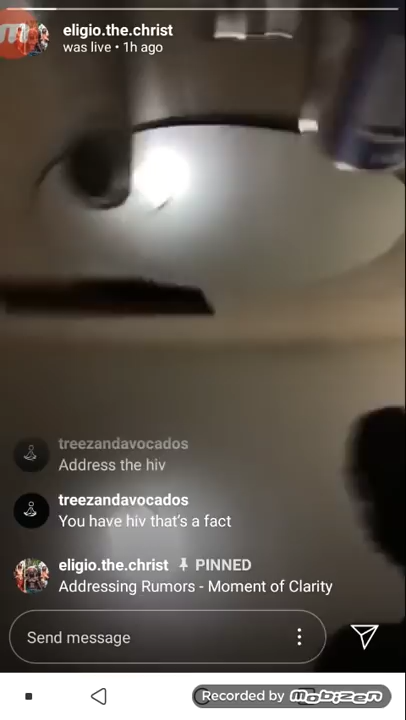 eligio.the.christ
was live • 1h ago
treezandavocados
Address the hiv
treezandavocados
You have hiv that's a fact
eligio.the.christ PINNED
Addressing Rumors - Moment of Clarity
Send message
Recorded by mobizen